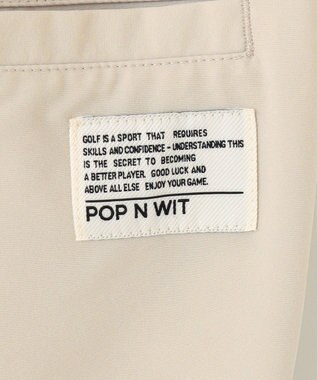 GOLF IS A SPORT THAT REQUIRES
SKILLS AND CONFIDENCE - UNDERSTANDING THIS
IS THE SECRET TO BECOMING
A BETTER PLAYER. GOOD LUCK AND
ABOVE ALL ELSE ENJOY YOUR GAME.
POP N WIT